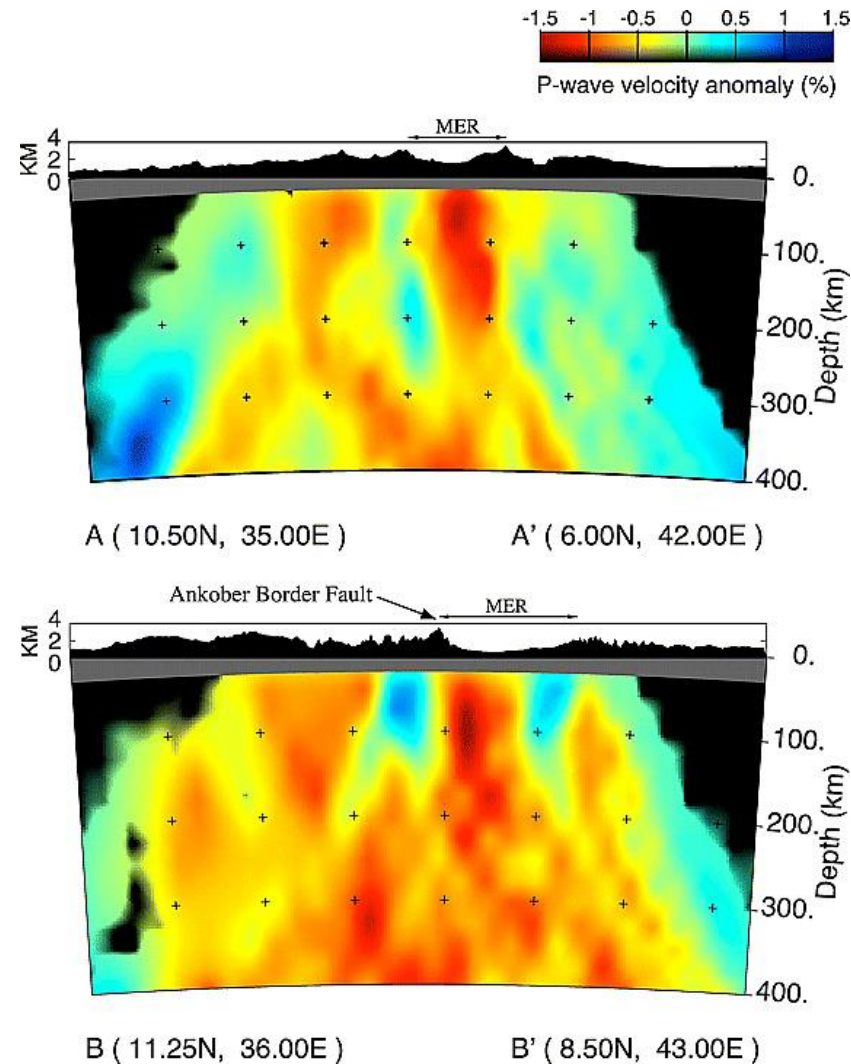 -1.5 -1 -0.5 0 0.5 1 1.5
P-wave velocity anomaly (%)
MER
KM
4
2
0
0.
100.
200.
300.
400.
Depth (km)
A ( 10.50N, 35.00E ) A' ( 6.00N, 42.00E )
Ankober Border Fault
MER
KM
4
2
0
0.
100.
200.
300.
400.
Depth (km)
B ( 11.25N, 36.00E ) B' ( 8.50N, 43.00E )